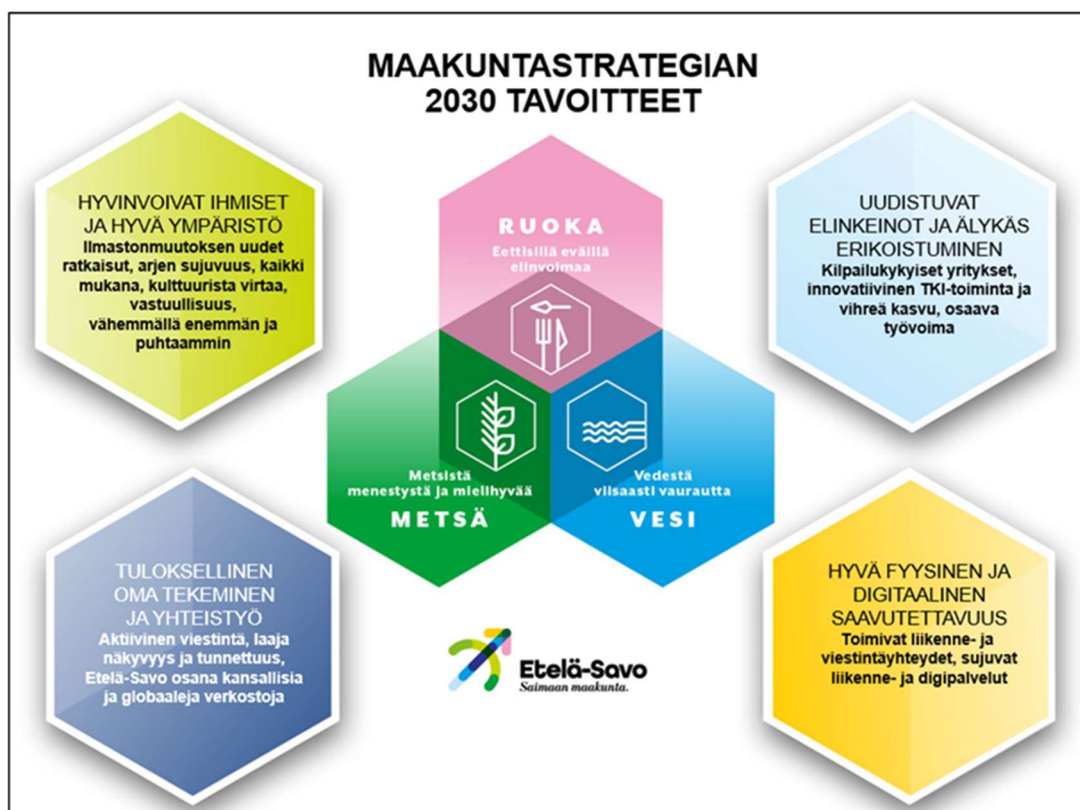 MAAKUNTASTRATEGIAN
2030 TAVOITTEET
HYVINVOIVAT IHMISET
JA HYVÄ YMPÄRISTÖ
Ilmastonmuutoksen uudet
ratkaisut, arjen sujuvuus, kaikki
mukana, kulttuurista virtaa,
vastuullisuus,
vähemmällä enemmän ja
puhtaammin
RUOKA
Eettisillä eväillä
elinvoimaa
UUDISTUVAT
ELINKEINOT JA ÄLYKÄS
ERIKOISTUMINEN
Kilpailukykyiset yritykset,
innovatiivinen TKI-toiminta ja
vihreä kasvu, osaava
työvoima
Metsistä
menestystä ja mielihyvää
METSÄ
Vedestä
viisaasti vaurautta
VESI
TULOKSELLINEN
OMA TEKEMINEN
JA YHTEISTYÖ
Aktiivinen viestintä, laaja
näkyvyys ja tunnettuus,
Etelä-Savo osana kansallisia
ja globaaleja verkostoja
HYVÄ FYYSINEN JA
DIGITAALINEN
SAAVUTETTAVUUS
Toimivat liikenne- ja
viestintäyhteydet, sujuvat
liikenne- ja digipalvelut
Etelä-Savo
Saimaan maakunta.